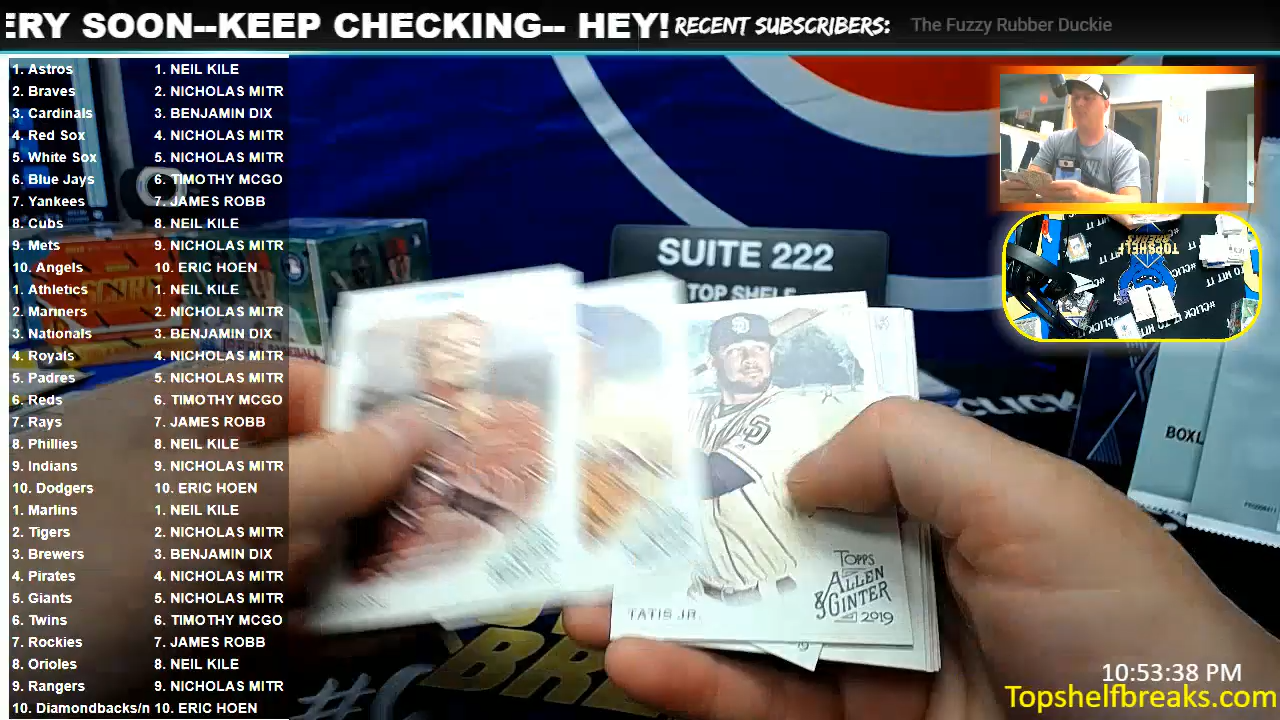 ERY SOON--KEEP CHECKING-- HEY!
RECENT SUBSCRIBERS: The Fuzzy Rubber Duckie
1. Astros 1. NEIL KILE
2. Braves 2. NICHOLAS MITR
3. Cardinals 3. BENJAMIN DIX
4. Red Sox 4. NICHOLAS MITR
5. White Sox 5. NICHOLAS MITR
6. Blue Jays 6. TIMOTHY MCGO
7. Yankees 7. JAMES ROBB
8. Cubs 8. NEIL KILE
9. Mets 9. NICHOLAS MITR
10. Angels 10. ERIC HOEN
1. Athletics 1. NEIL KILE
2. Mariners 2. NICHOLAS MITR
3. Nationals 3. BENJAMIN DIX
4. Royals 4. NICHOLAS MITR
5. Padres 5. NICHOLAS MITR
6. Reds 6. TIMOTHY MCGO
7. Rays 7. JAMES ROBB
8. Phillies 8. NEIL KILE
9. Indians 9. NICHOLAS MITR
10. Dodgers 10. ERIC HOEN
1. Marlins 1. NEIL KILE
2. Tigers 2. NICHOLAS MITR
3. Brewers 3. BENJAMIN DIX
4. Pirates 4. NICHOLAS MITR
5. Giants 5. NICHOLAS MITR
6. Twins 6. TIMOTHY MCGO
7. Rockies 7. JAMES ROBB
8. Orioles 8. NEIL KILE
9. Rangers 9. NICHOLAS MITR
10. Diamondbacks/n 10. ERIC HOEN
SUITE 222
TOP SHELF
SD
TOPPS
ALLEN
& GINTER
2019
TATIS JR.
CLICK
BOXL
10:53:38 PM
Topshelfbreaks.com